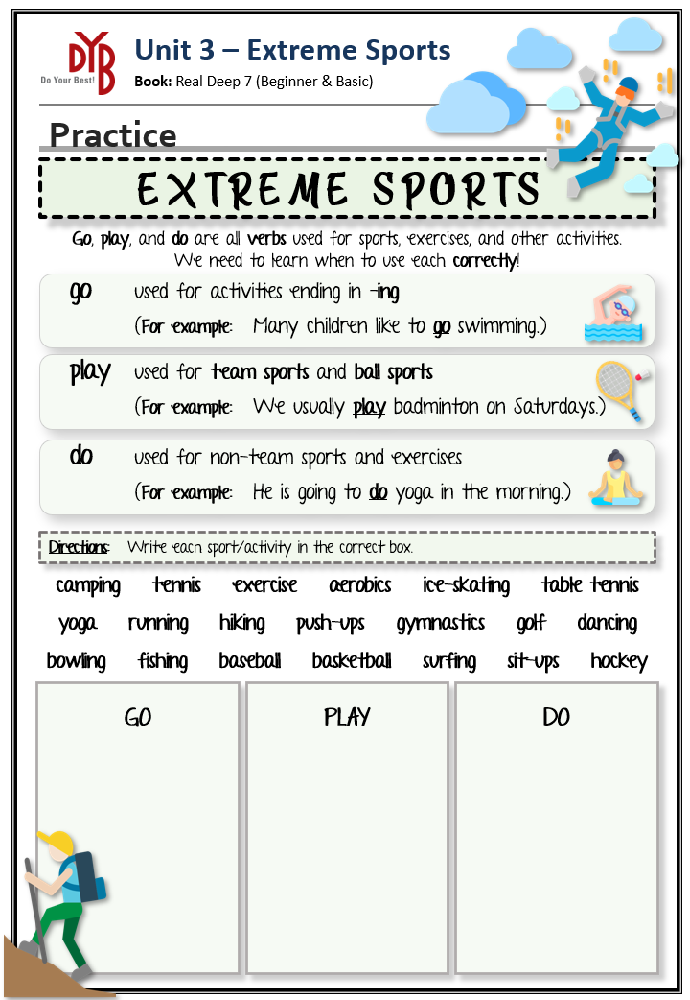 DYB
Do Your Best!
Unit 3 – Extreme Sports
Book: Real Deep 7 (Beginner & Basic)
Practice
EXTREME SPORTS
Go, play, and do are all verbs used for sports, exercises, and other activities.
We need to learn when to use each correctly!
go used for activities ending in -ing
(For example: Many children like to go swimming.)
play used for team sports and ball sports
(For example: We usually play badminton on Saturdays.)
do used for non-team sports and exercises
(For example: He is going to do yoga in the morning.)
Directions: Write each sport/activity in the correct box.
camping tennis exercise aerobics ice-skating table tennis
yoga running hiking push-ups gymnastics golf dancing
bowling fishing baseball basketball surfing sit-ups hockey
GO PLAY DO